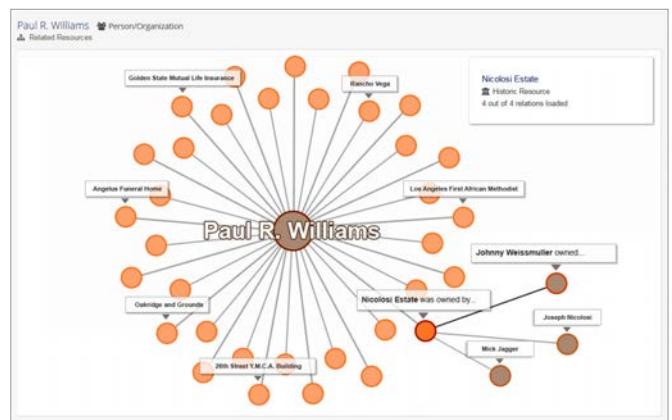 Paul R. Williams Person/Organization
Related Resources
Nicolosi Estate
Historic Resource
4 out of 4 relations loaded
Golden State Mutual Life Insurance
Rancho Vega
Angelus Funeral Home
Los Angeles First African Methodist
Paul R. Williams
Johnny Weissmuller owned...
Nicolosi Estate was owned by...
Oakridge and Grounds
Joseph Nicolosi
Mick Jagger
28th Street Y.M.C.A. Building